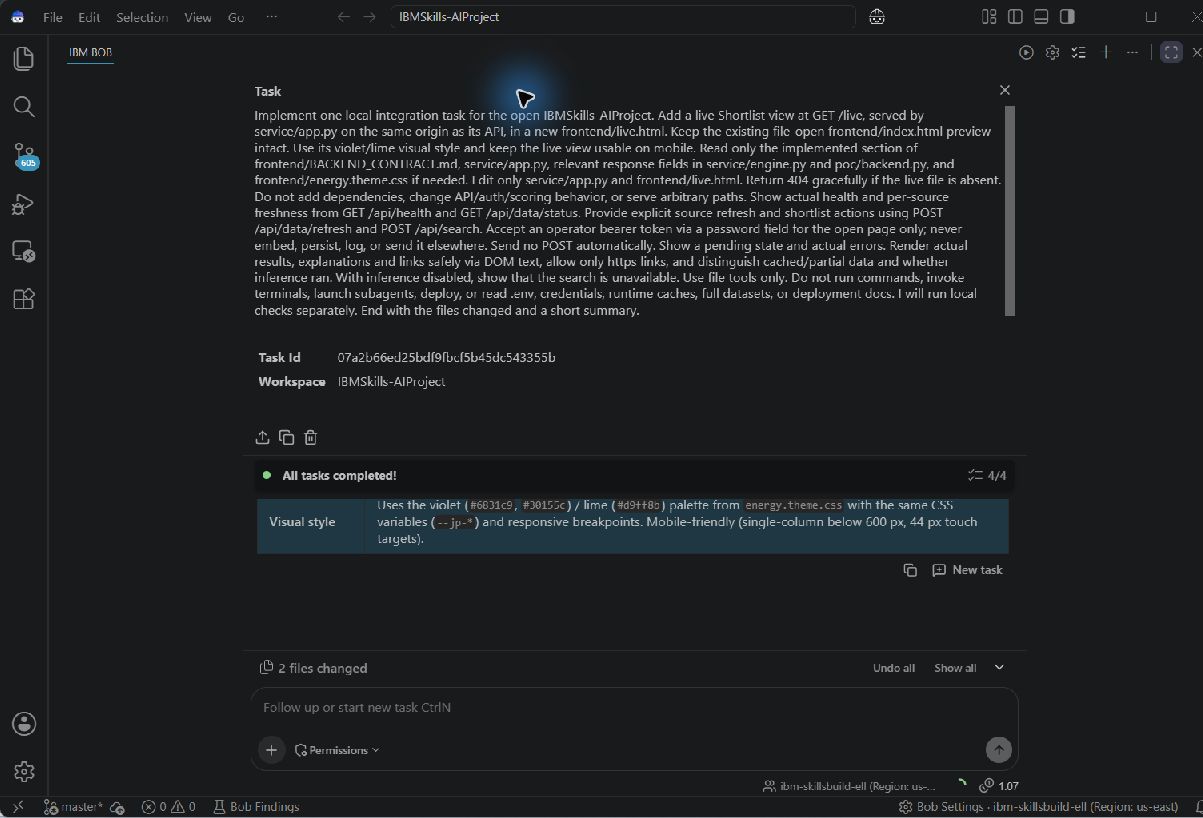 File Edit Selection View Go ··· IBMSkills-AIProject
IBM BOB
Task
Implement one local integration task for the open IBMSkills-AIProject. Add a live Shortlist view at GET /live, served by
service/app.py on the same origin as its API, in a new frontend/live.html. Keep the existing file-open frontend/index.html preview
intact. Use its violet/lime visual style and keep the live view usable on mobile. Read only the implemented section of
frontend/BACKEND_CONTRACT.md, service/app.py, relevant response fields in service/engine.py and poc/backend.py, and
frontend/energy.theme.css if needed. Edit only service/app.py and frontend/live.html. Return 404 gracefully if the live file is absent.
Do not add dependencies, change API/auth/scoring behavior, or serve arbitrary paths. Show actual health and per-source
freshness from GET /api/health and GET /api/data/status. Provide explicit source refresh and shortlist actions using POST
/api/data/refresh and POST /api/search. Accept an operator bearer token via a password field for the open page only; never
embed, persist, log, or send it elsewhere. Send no POST automatically. Show a pending state and actual errors. Render actual
results, explanations and links safely via DOM text, allow only https links, and distinguish cached/partial data and whether
inference ran. With inference disabled, show that the search is unavailable. Use file tools only. Do not run commands, invoke
terminals, launch subagents, deploy, or read .env, credentials, runtime caches, full datasets, or deployment docs. I will run local
checks separately. End with the files changed and a short summary.
Task Id 07a2b66ed25bdf9fbcf5b45dc543355b
Workspace IBMSkills-AIProject
All tasks completed! 4/4
Uses the violet (#6831c9, #30155c) / lime (#d9ff8b) palette from energy.theme.css with the same CSS
Visual style variables (--jp-*) and responsive breakpoints. Mobile-friendly (single-column below 600 px, 44 px touch
targets).
New task
605
2 files changed Undo all Show all
Follow up or start new task CtrlN
Permissions
ibm-skillsbuild-ell (Region: us-... 1.07
master* 0 0 Bob Findings Bob Settings · ibm-skillsbuild-ell (Region: us-east)